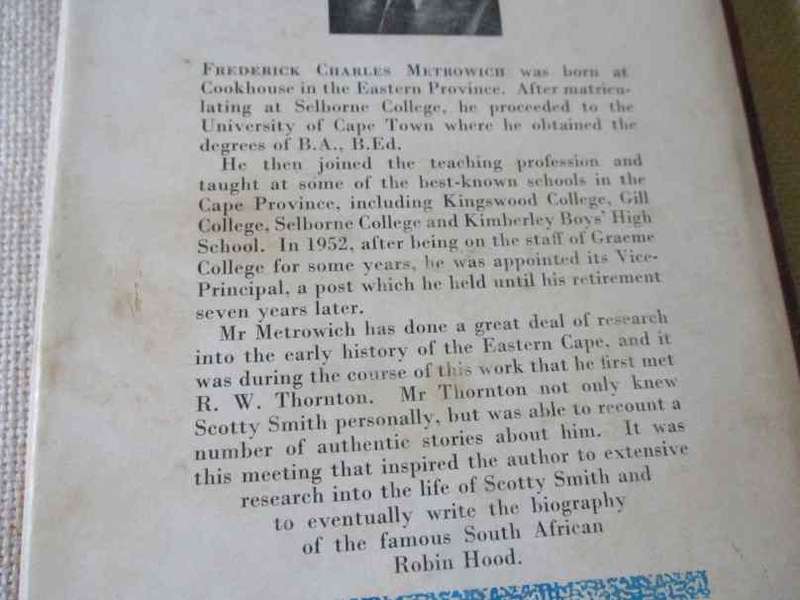 FREDERICK CHARLES METROWICH was born at
Cookhouse in the Eastern Province. After matricu-
lating at Selborne College, he proceeded to the
University of Cape Town where he obtained the
degrees of B.A., B.Ed.
He then joined the teaching profession and
taught at some of the best-known schools in the
Cape Province, including Kingswood College, Gill
College, Selborne College and Kimberley Boys' High
School. In 1952, after being on the staff of Graeme
College for some years, he was appointed its Vice-
Principal, a post which he held until his retirement
seven years later.
Mr Metrowich has done a great deal of research
into the early history of the Eastern Cape, and it
was during the course of this work that he first met
R. W. Thornton. Mr Thornton not only knew
Scotty Smith personally, but was able to recount a
number of authentic stories about him. It was
this meeting that inspired the author to extensive
research into the life of Scotty Smith and
to eventually write the biography
of the famous South African
Robin Hood.